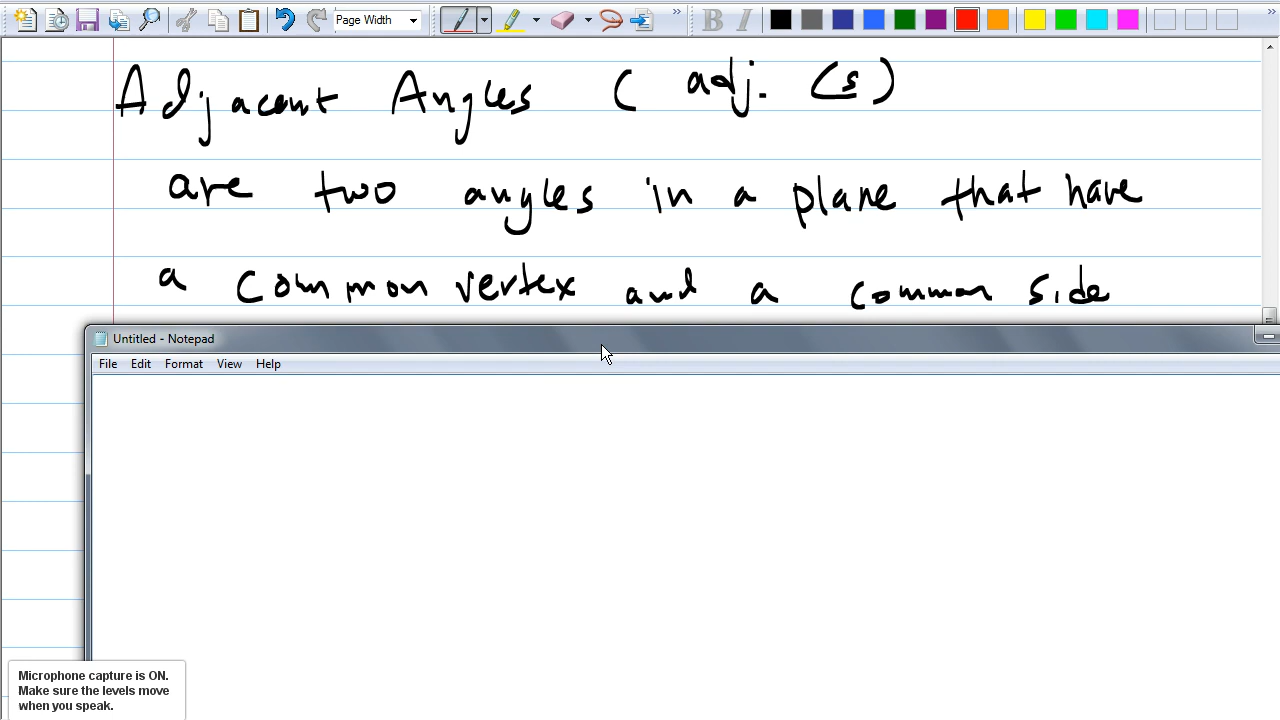 Page Width
B I
Adjacent Angles ( adj. ∠s )
are two angles in a plane that have
a common vertex and a common side
Untitled - Notepad
File Edit Format View Help
Microphone capture is ON.
Make sure the levels move
when you speak.